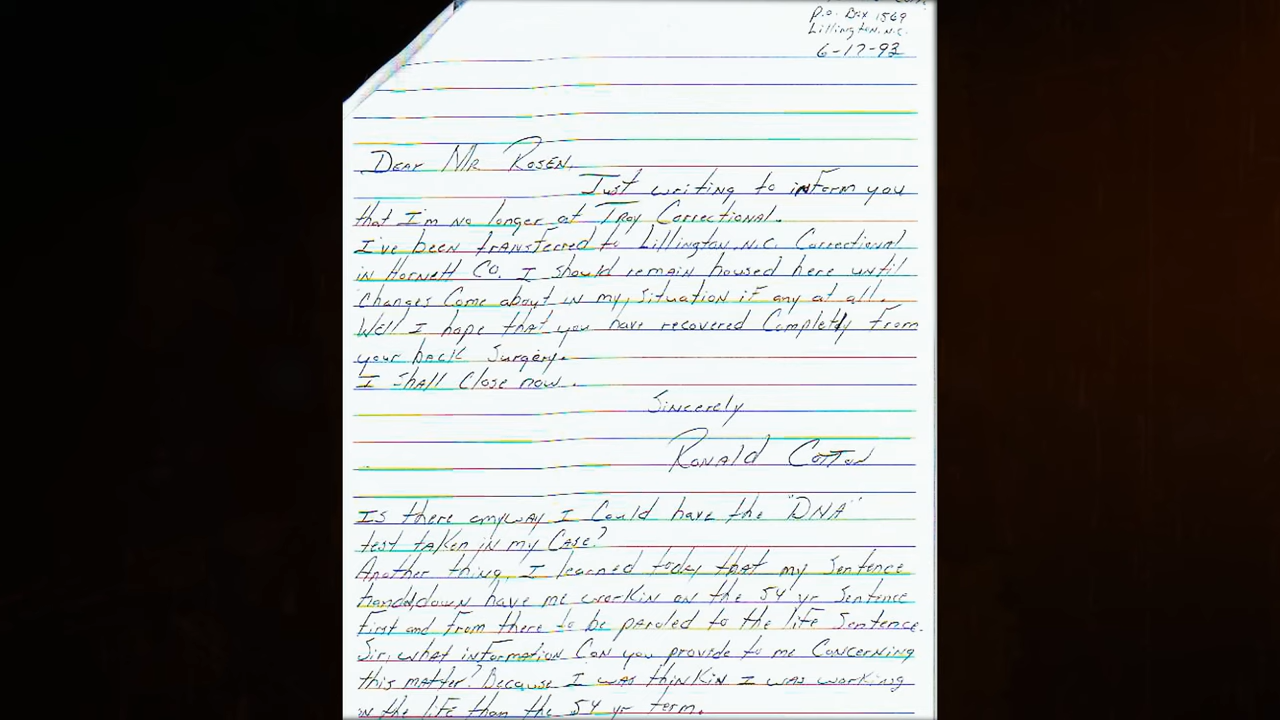 P.O. Box 1569
Lillington, N.C.
6-17-93
Dear Mr Rosen,
Just writing to inform you
that I'm no longer at Troy Correctional.
I've been transferred to Lillington, N.C. Correctional
in Hornett Co. I should remain housed here until
changes come about in my, situation if any at all.
Well I hope that you have recovered completly from
your back surgery.
I shall close now.
Sincerely
Ronald Cotton
Is there anyway I could have the "DNA"
test taken in my case?
Another thing, I learned today that my sentence
handddown have me workin on the 54 yr sentence
first and from there to be paroled to the life sentence.
Sir, what information can you provide to me concerning
this matter? Because I was thinkin I was working
on the life than the 54 yr term.